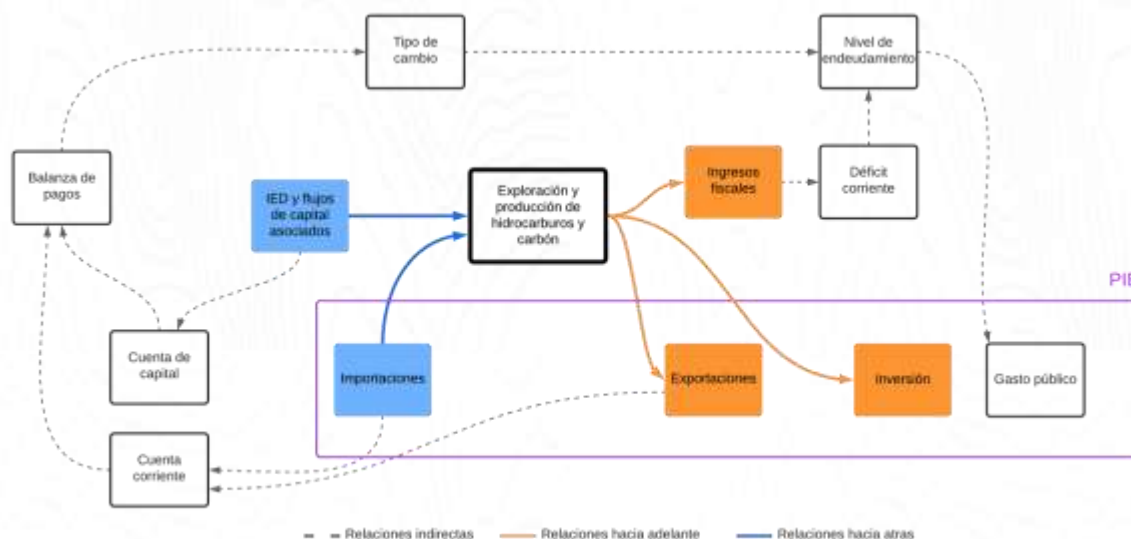 Tipo de
cambio
Nivel de
endeudamiento
Balanza de
pagos
IED y flujos
de capital
asociados
Exploración y
producción de
hidrocarburos y
carbón
Ingresos
fiscales
Déficit
corriente
PIB
Cuenta de
capital
Importaciones
Exportaciones
Inversión
Gasto público
Cuenta
corriente
Relaciones indirectas
Relaciones hacia adelante
Relaciones hacia atras